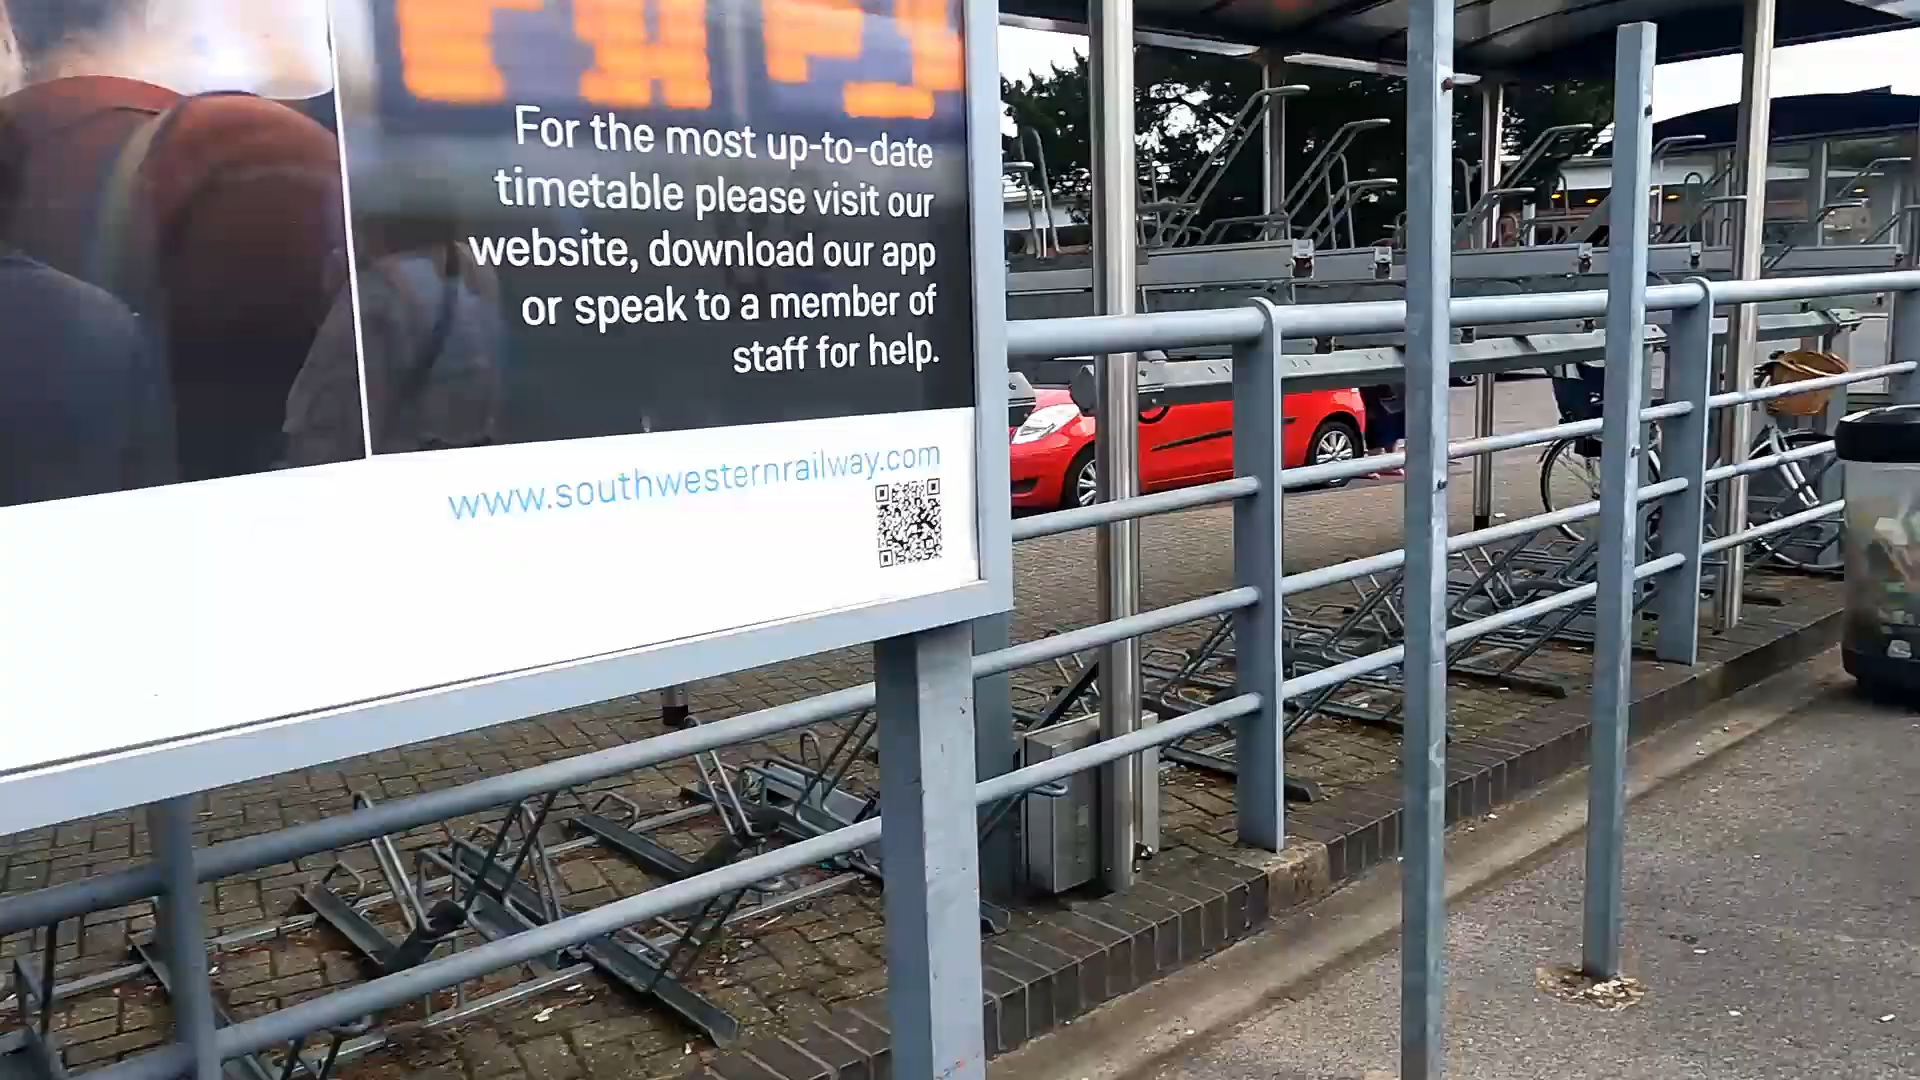 For the most up-to-date
timetable please visit our
website, download our app
or speak to a member of
staff for help.
www.southwesternrailway.com